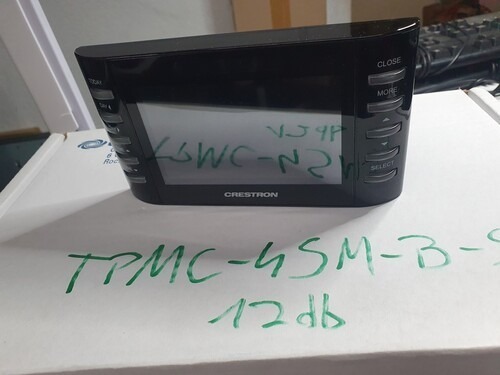 CLOSE
MORE
SELECT
CRESTRON
TPMC-4SM-B-S
12db